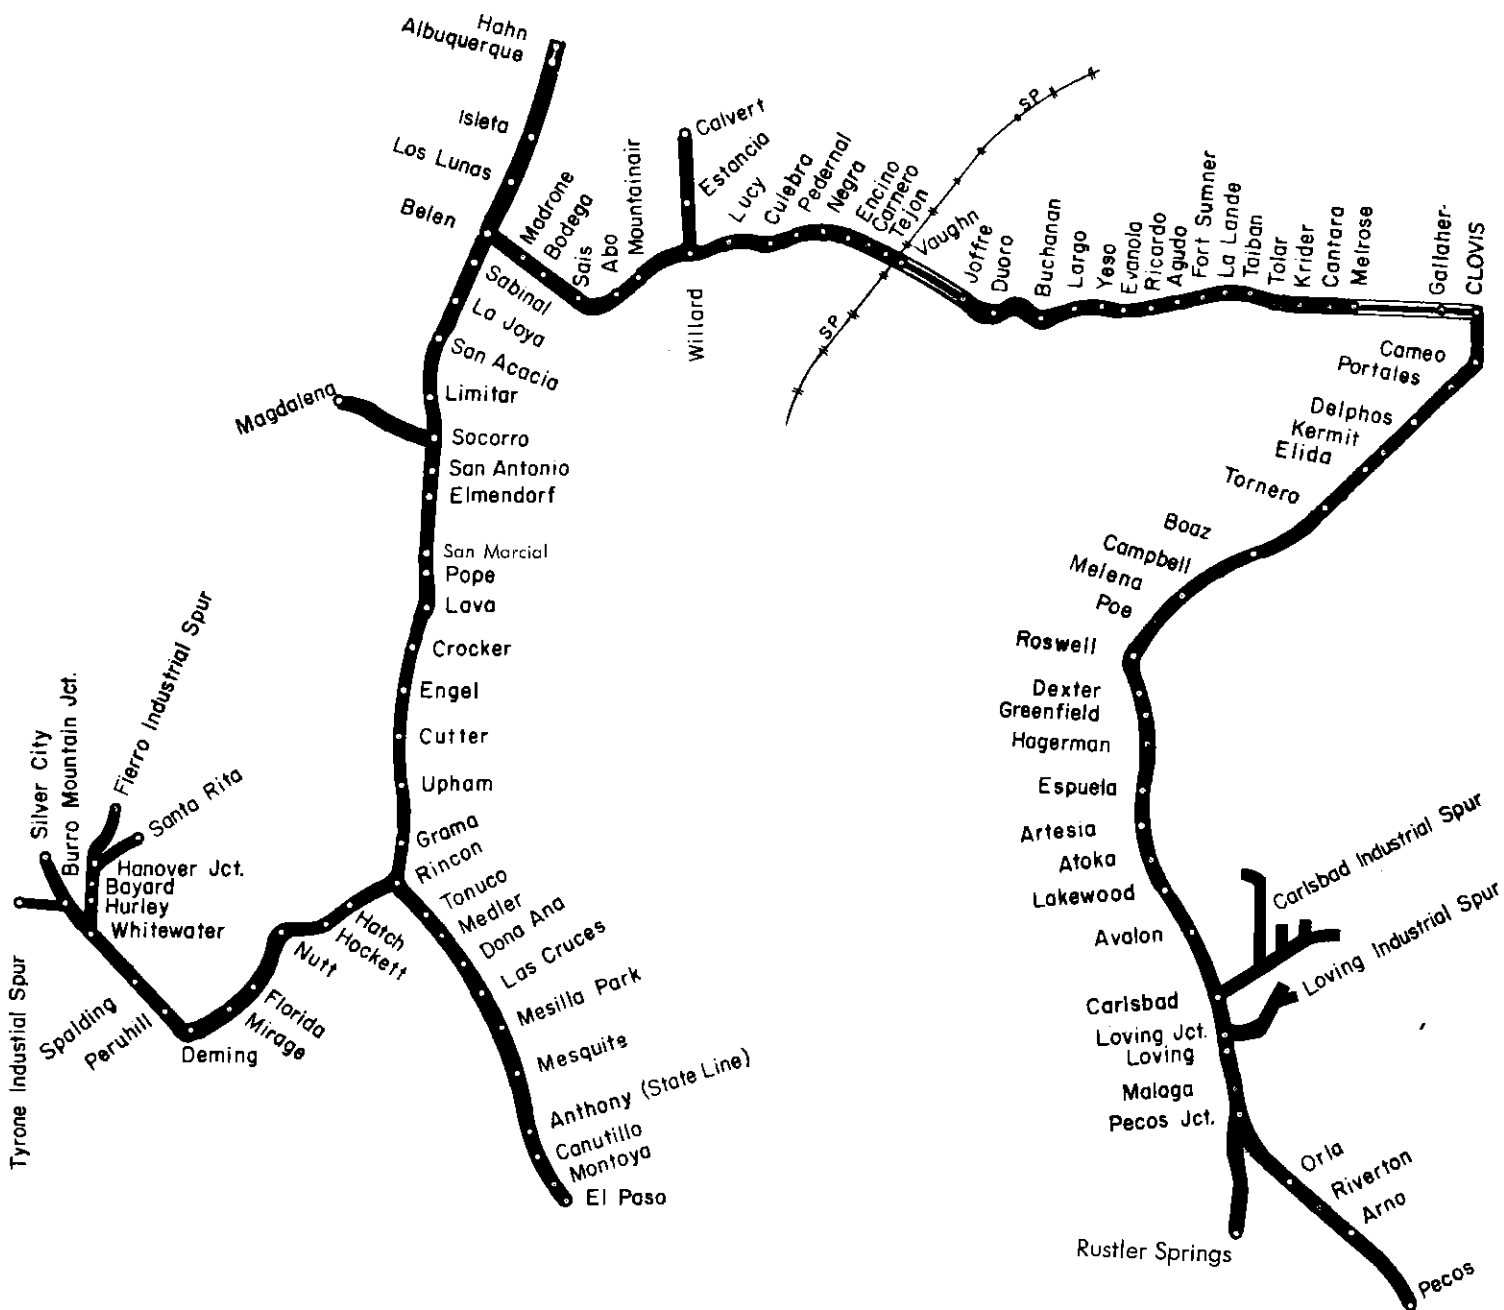 Hahn
Albuquerque
Isleta
Los Lunas
Belen
Madrone
Bodega
Sais
Abo
Mountainair
Calvert
Estancia
Willard
Lucy
Culebra
Pedernal
Negra
Encino
Carnero
Tejon
Vaughn
SP
SP
Joffre
Duoro
Buchanan
Largo
Yeso
Evanola
Ricardo
Agudo
Fort Sumner
La Lande
Taiban
Tolar
Krider
Cantara
Melrose
Gallaher
CLOVIS
Sabinal
La Joya
San Acacia
Limitar
Magdalena
Socorro
San Antonio
Elmendorf
San Marcial
Pope
Lava
Crocker
Engel
Cutter
Upham
Grama
Rincon
Tonuco
Medler
Dona Ana
Las Cruces
Mesilla Park
Mesquite
Anthony (State Line)
Canutillo
Montoya
El Paso
Hatch
Hockett
Nutt
Florida
Mirage
Deming
Peruhill
Spalding
Whitewater
Hurley
Bayard
Hanover Jct.
Santa Rita
Fierro Industrial Spur
Burro Mountain Jct.
Silver City
Tyrone Industial Spur
Cameo
Portales
Delphos
Kermit
Elida
Tornero
Boaz
Campbell
Melena
Poe
Roswell
Dexter
Greenfield
Hagerman
Espuela
Artesia
Atoka
Lakewood
Avalon
Carlsbad Industrial Spur
Loving Industrial Spur
Carlsbad
Loving Jct.
Loving
Malaga
Pecos Jct.
Orla
Riverton
Arno
Rustler Springs
Pecos